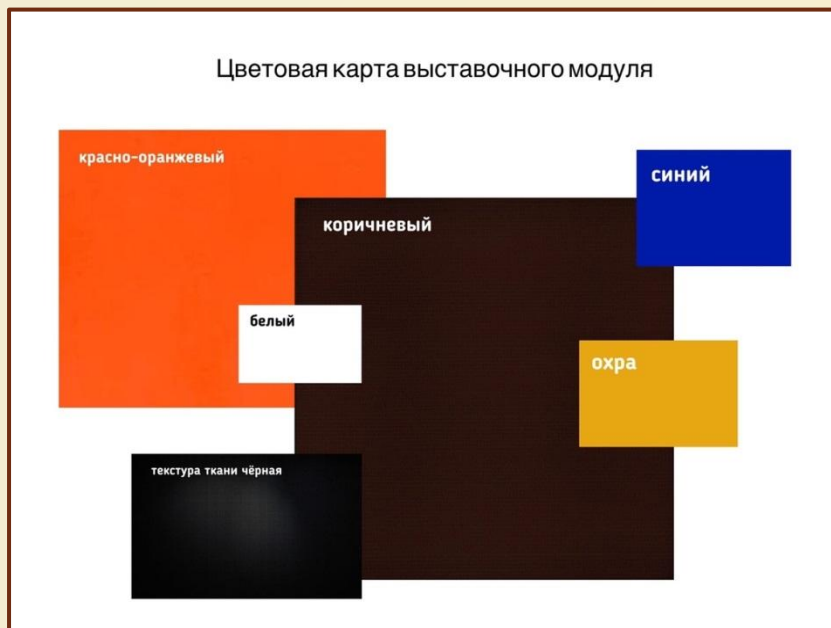 Цветовая карта выставочного модуля
красно-оранжевый
синий
коричневый
белый
охра
текстура ткани чёрная